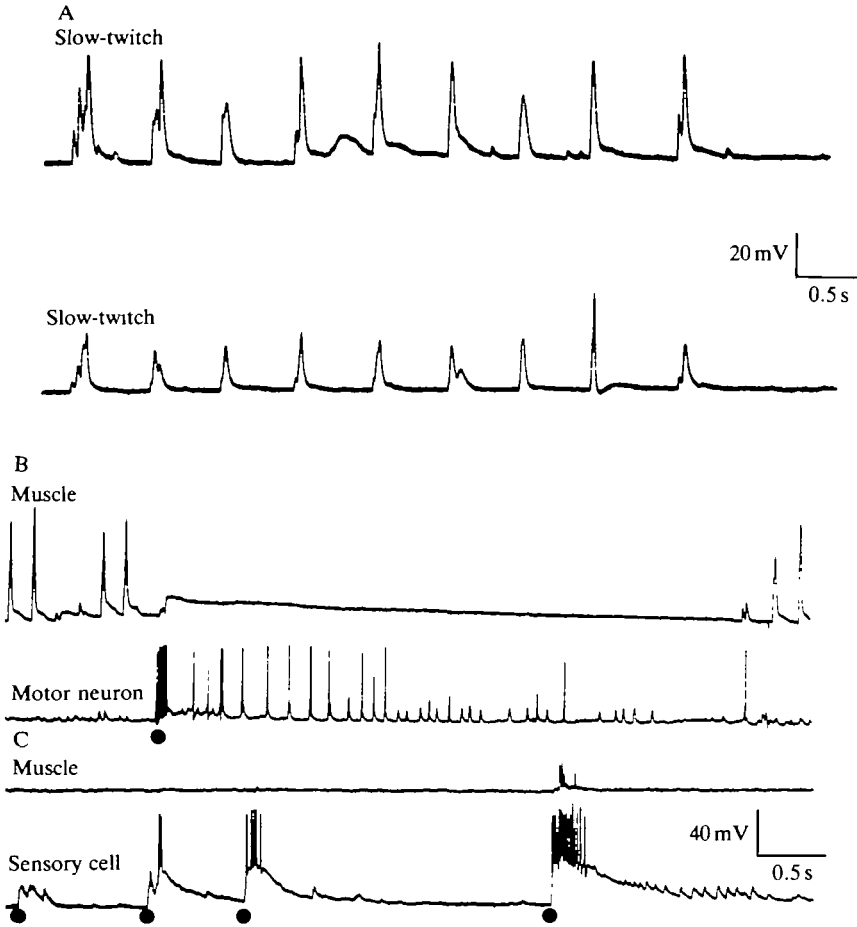 A
Slow-twitch
20 mV
0.5 s
Slow-twitch
B
Muscle
Motor neuron
C
Muscle
40 mV
0.5 s
Sensory cell